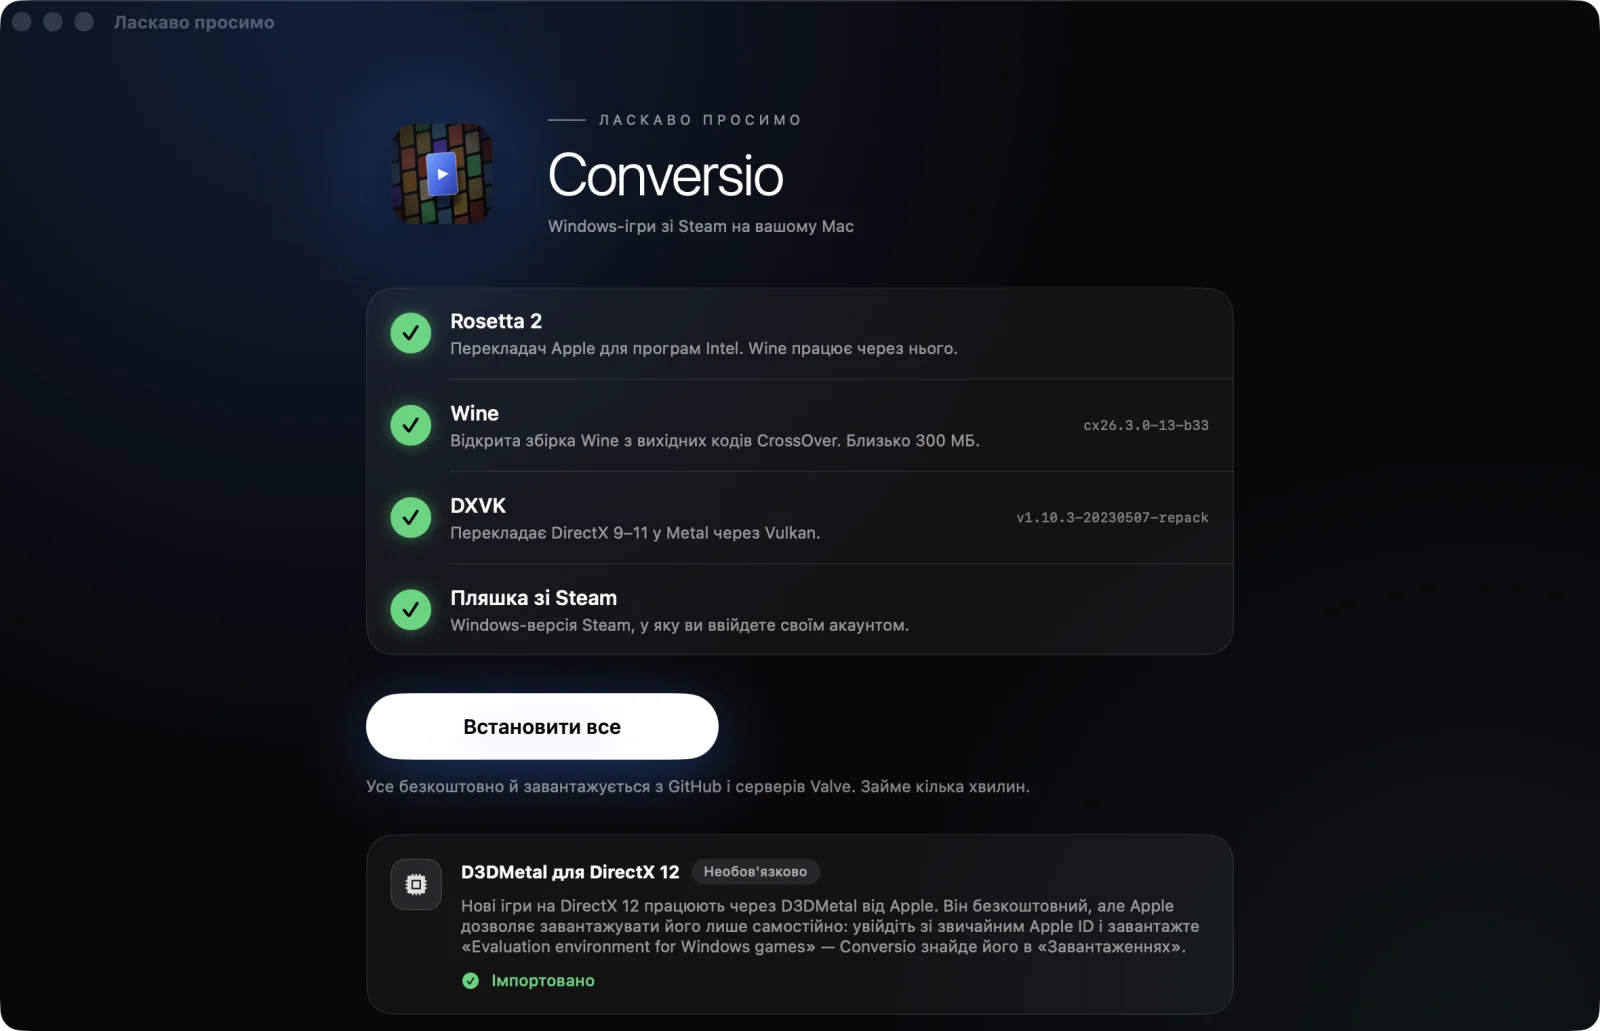 Ласкаво просимо
ЛАСКАВО ПРОСИМО
Conversio
Windows-ігри зі Steam на вашому Mac
Rosetta 2
Перекладач Apple для програм Intel. Wine працює через нього.
Wine
Відкрита збірка Wine з вихідних кодів CrossOver. Близько 300 МБ.
cx26.3.0-13-b33
DXVK
Перекладає DirectX 9–11 у Metal через Vulkan.
v1.10.3-20230507-repack
Пляшка зі Steam
Windows-версія Steam, у яку ви ввійдете своїм акаунтом.
Встановити все
Усе безкоштовно й завантажується з GitHub і серверів Valve. Займе кілька хвилин.
D3DMetal для DirectX 12
Необов'язково
Нові ігри на DirectX 12 працюють через D3DMetal від Apple. Він безкоштовний, але Apple
дозволяє завантажувати його лише самостійно: увійдіть зі звичайним Apple ID і завантажте
«Evaluation environment for Windows games» — Conversio знайде його в «Завантаженнях».
Імпортовано